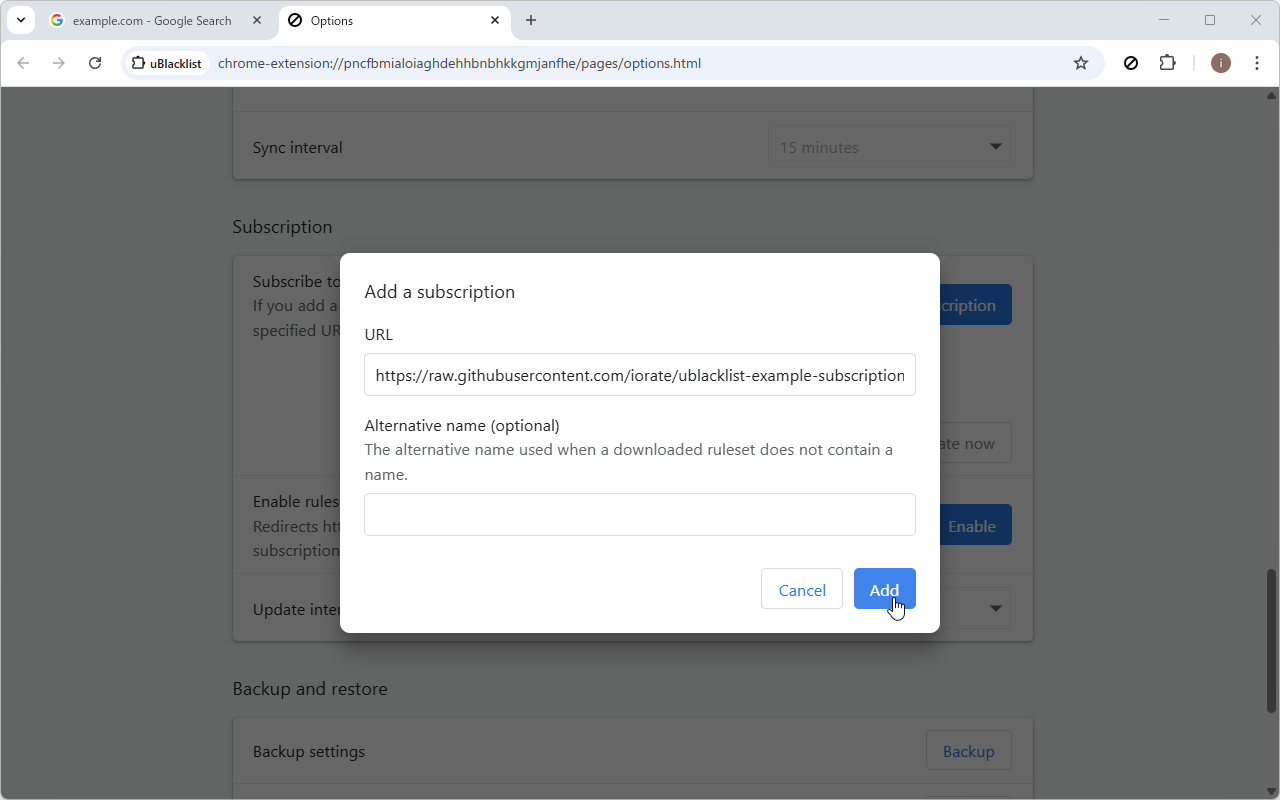 example.com - Google Search
Options
uBlacklist
chrome-extension://pncfbmialoiaghdehhbnbhkkgmjanfhe/pages/options.html
i
Sync interval
15 minutes
Subscription
Subscribe to
If you add a
specified UR
cription
Add a subscription
URL
https://raw.githubusercontent.com/iorate/ublacklist-example-subscription
Alternative name (optional)
The alternative name used when a downloaded ruleset does not contain a
name.
Cancel
Add
ate now
Enable rules
Redirects htt
subscription
Enable
Update inter
Backup and restore
Backup settings
Backup